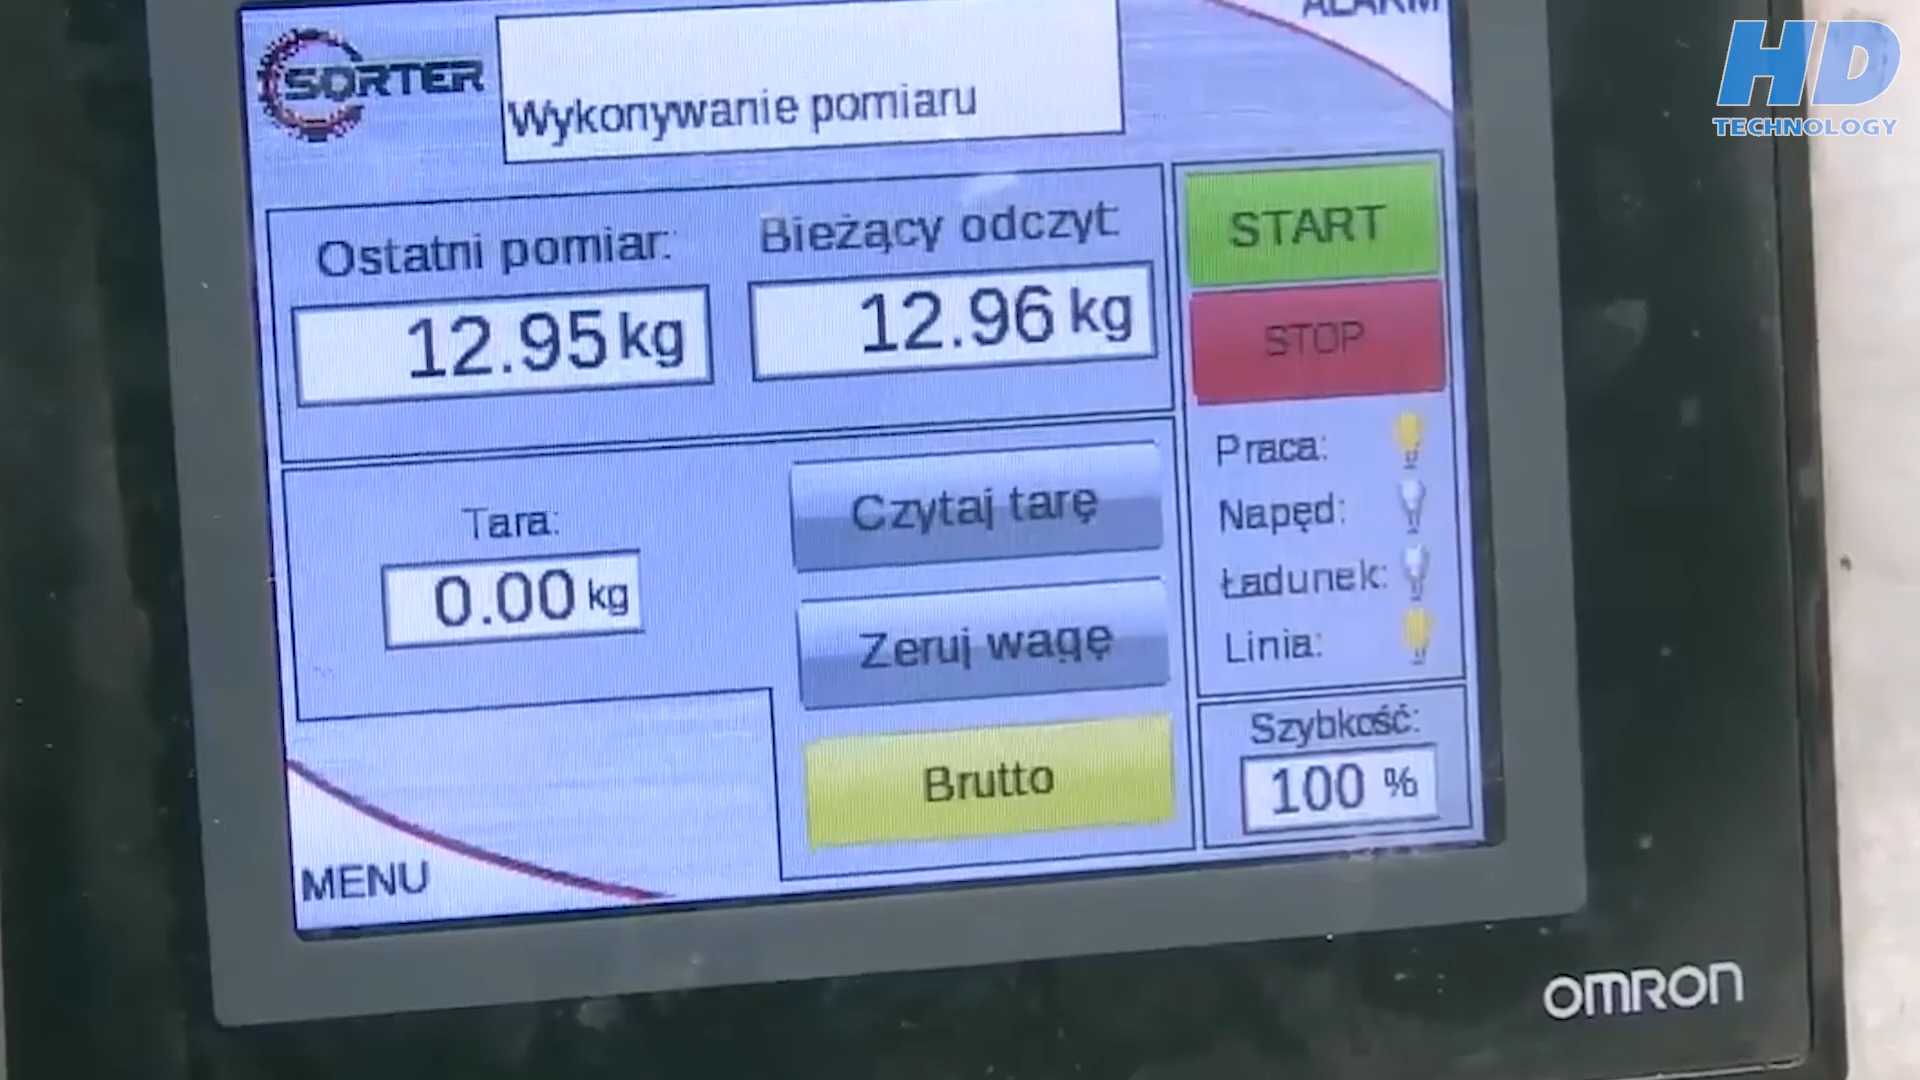 ALARM
HD
TECHNOLOGY
SORTER
Wykonywanie pomiaru
Ostatni pomiar:
12.95 kg
Bieżący odczyt:
12.96 kg
START
STOP
Praca:
Napęd:
Ładunek:
Linia:
Tara:
0.00 kg
Czytaj tarę
Zeruj wagę
Brutto
Szybkość:
100 %
MENU
OMRON